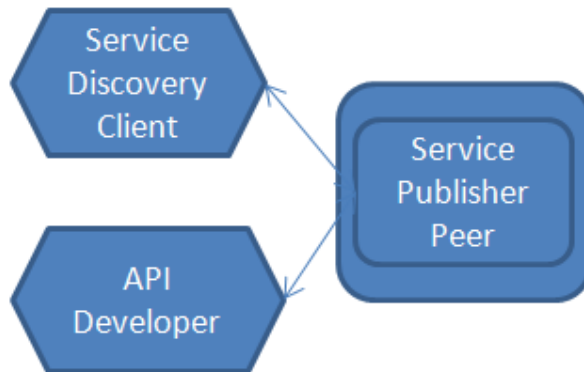 Service
Discovery
Client
Service
Publisher
Peer
API
Developer